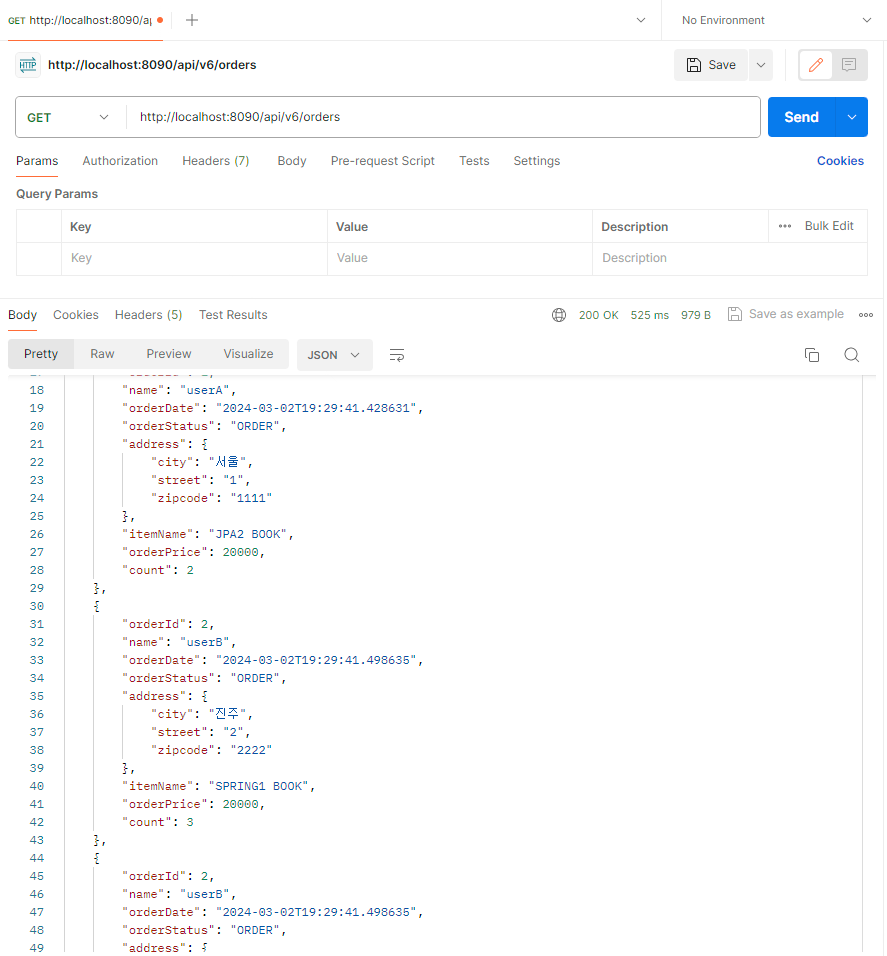 GET http://localhost:8090/ap
No Environment
HTTP http://localhost:8090/api/v6/orders
Save
GET http://localhost:8090/api/v6/orders
Send
Params Authorization Headers (7) Body Pre-request Script Tests Settings Cookies
Query Params
Key Value Description ••• Bulk Edit
Key Value Description
Body Cookies Headers (5) Test Results 200 OK 525 ms 979 B Save as example
Pretty Raw Preview Visualize JSON
18 "name": "userA",
19 "orderDate": "2024-03-02T19:29:41.428631",
20 "orderStatus": "ORDER",
21 "address": {
22 "city": "서울",
23 "street": "1",
24 "zipcode": "1111"
25 },
26 "itemName": "JPA2 BOOK",
27 "orderPrice": 20000,
28 "count": 2
29 },
30 {
31 "orderId": 2,
32 "name": "userB",
33 "orderDate": "2024-03-02T19:29:41.498635",
34 "orderStatus": "ORDER",
35 "address": {
36 "city": "진주",
37 "street": "2",
38 "zipcode": "2222"
39 },
40 "itemName": "SPRING1 BOOK",
41 "orderPrice": 20000,
42 "count": 3
43 },
44 {
45 "orderId": 2,
46 "name": "userB",
47 "orderDate": "2024-03-02T19:29:41.498635",
48 "orderStatus": "ORDER",
49 "address": {